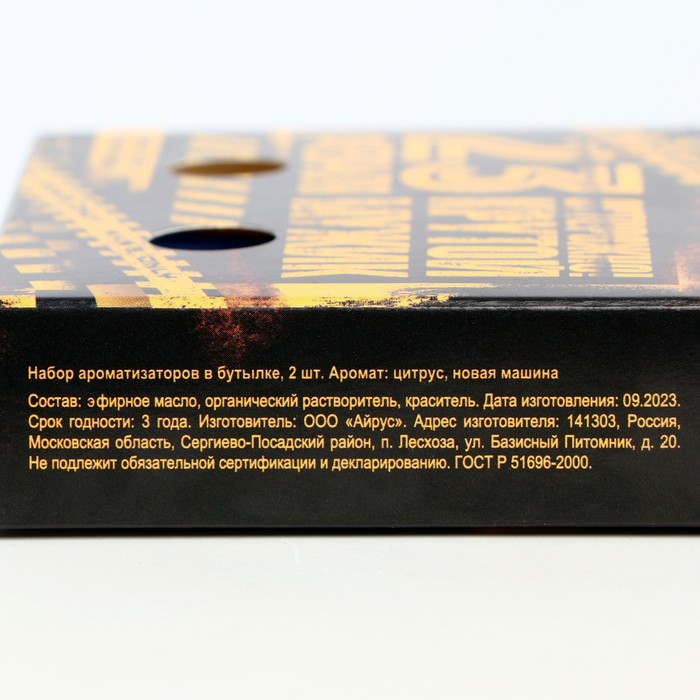 Набор ароматизаторов в бутылке, 2 шт. Аромат: цитрус, новая машина
Состав: эфирное масло, органический растворитель, краситель. Дата изготовления: 09.2023.
Срок годности: 3 года. Изготовитель: ООО «Айрус». Адрес изготовителя: 141303, Россия,
Московская область, Сергиево-Посадский район, п. Лесхоза, ул. Базисный Питомник, д. 20.
Не подлежит обязательной сертификации и декларированию. ГОСТ Р 51696-2000.